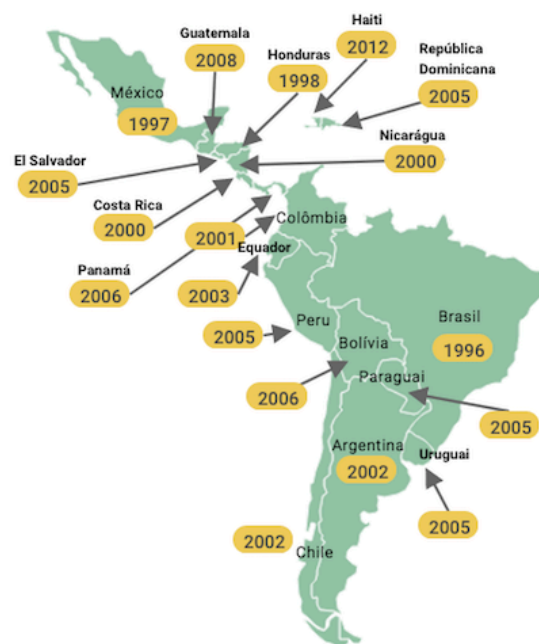 Haiti
2012
Guatemala
2008
Honduras
1998
República
Dominicana
2005
México
1997
El Salvador
2005
Nicarágua
2000
Costa Rica
2000
2001
Colômbia
Equador
Panamá
2006
2003
Peru
2005
Brasil
1996
Bolívia
2006
Paraguai
2005
Argentina
2002
Uruguai
2005
2002
Chile